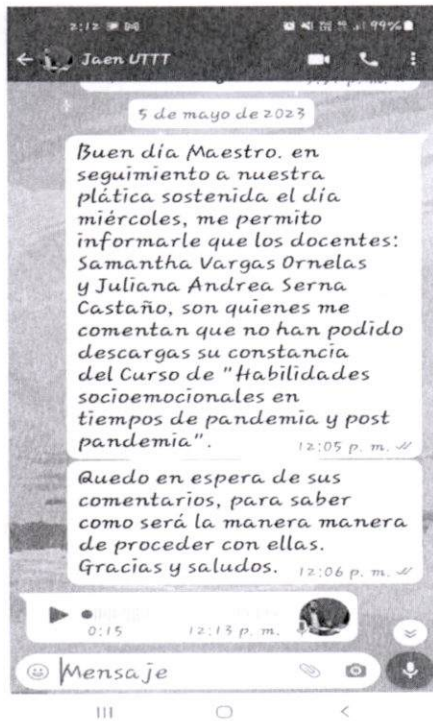 2:12
99%
Jaen UTTT
5 de mayo de 2023
Buen día Maestro. en
seguimiento a nuestra
plática sostenida el día
miércoles, me permito
informarle que los docentes:
Samantha Vargas Ornelas
y Juliana Andrea Serna
Castaño, son quienes me
comentan que no han podido
descargas su constancia
del Curso de "Habilidades
socioemocionales en
tiempos de pandemia y post
pandemia".
12:05 p. m.
Quedo en espera de sus
comentarios, para saber
como será la manera manera
de proceder con ellas.
Gracias y saludos.
12:06 p. m.
0:15
12:13 p. m.
Mensaje